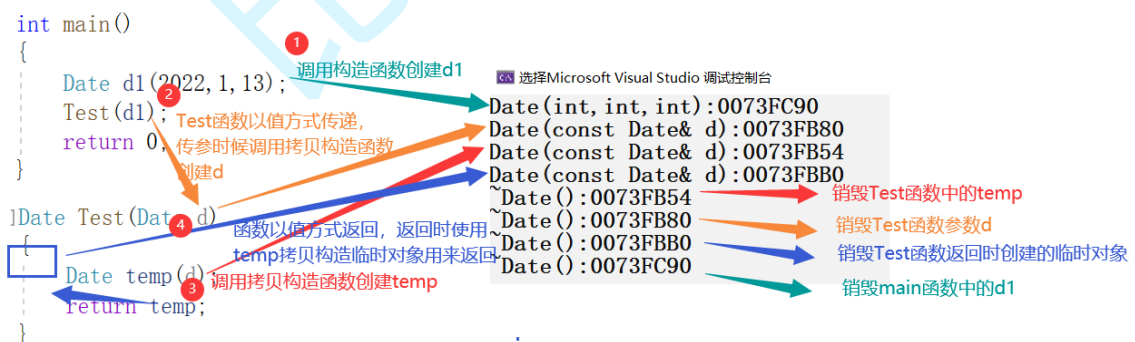 int main()
{
Date d1(2022,1,13);
Test(d1);
return 0
}
1
调用构造函数创建d1
2
Test函数以值方式传递，
传参时候调用拷贝构造函数
创建d
]Date Test(Date d)
{
Date temp(d);
return temp;
}
4
函数以值方式返回，返回时使用
temp拷贝构造临时对象用来返回
3
调用拷贝构造函数创建temp
选择Microsoft Visual Studio 调试控制台
Date(int,int,int):0073FC90
Date(const Date& d):0073FB80
Date(const Date& d):0073FB54
Date(const Date& d):0073FBB0
~Date():0073FB54
~Date():0073FB80
~Date():0073FBB0
~Date():0073FC90
销毁Test函数中的temp
销毁Test函数参数d
销毁Test函数返回时创建的临时对象
销毁main函数中的d1